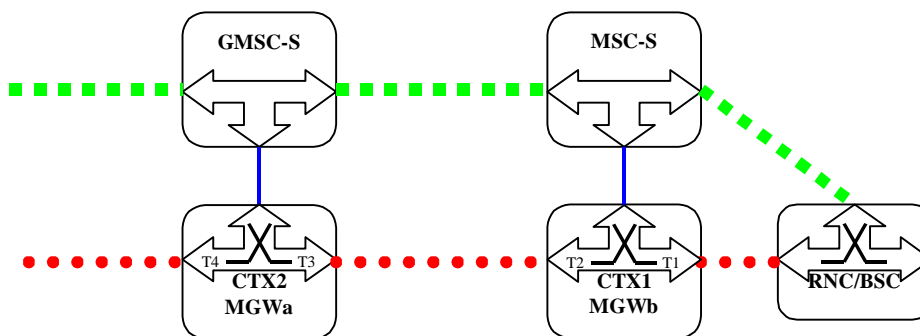 GMSC-S
MSC-S
T4
T3
CTX2
MGWa
T2
T1
CTX1
MGWb
RNC/BSC